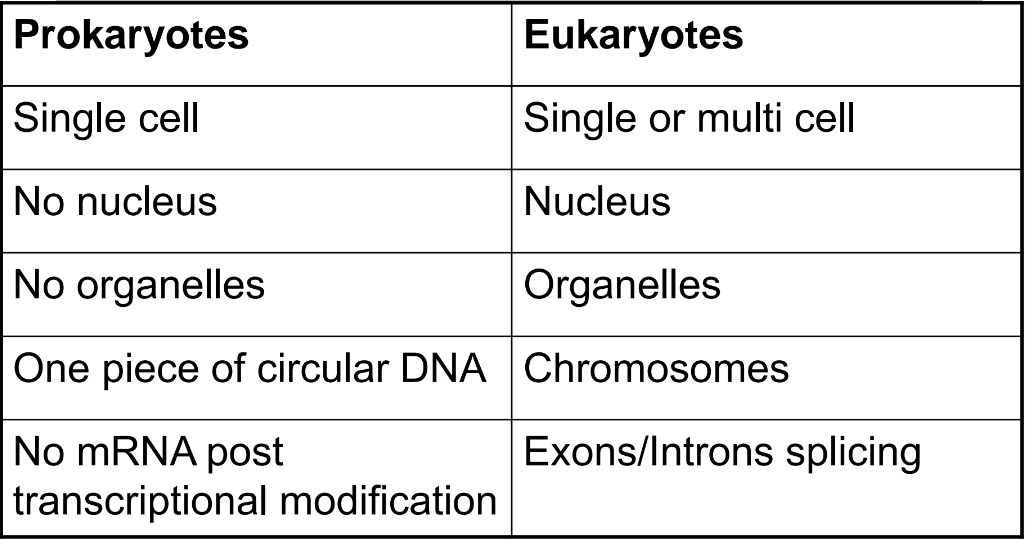 Prokaryotes
Eukaryotes
Single cell
Single or multi cell
No nucleus
Nucleus
No organelles
Organelles
One piece of circular DNA
Chromosomes
No mRNA post
transcriptional modification
Exons/Introns splicing